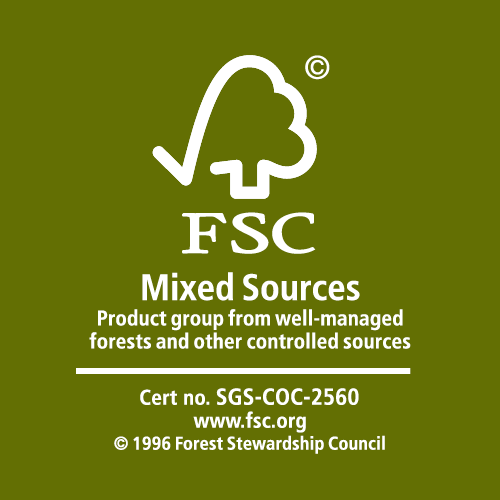 ©
FSC
Mixed Sources
Product group from well-managed
forests and other controlled sources
Cert no. SGS-COC-2560
www.fsc.org
© 1996 Forest Stewardship Council